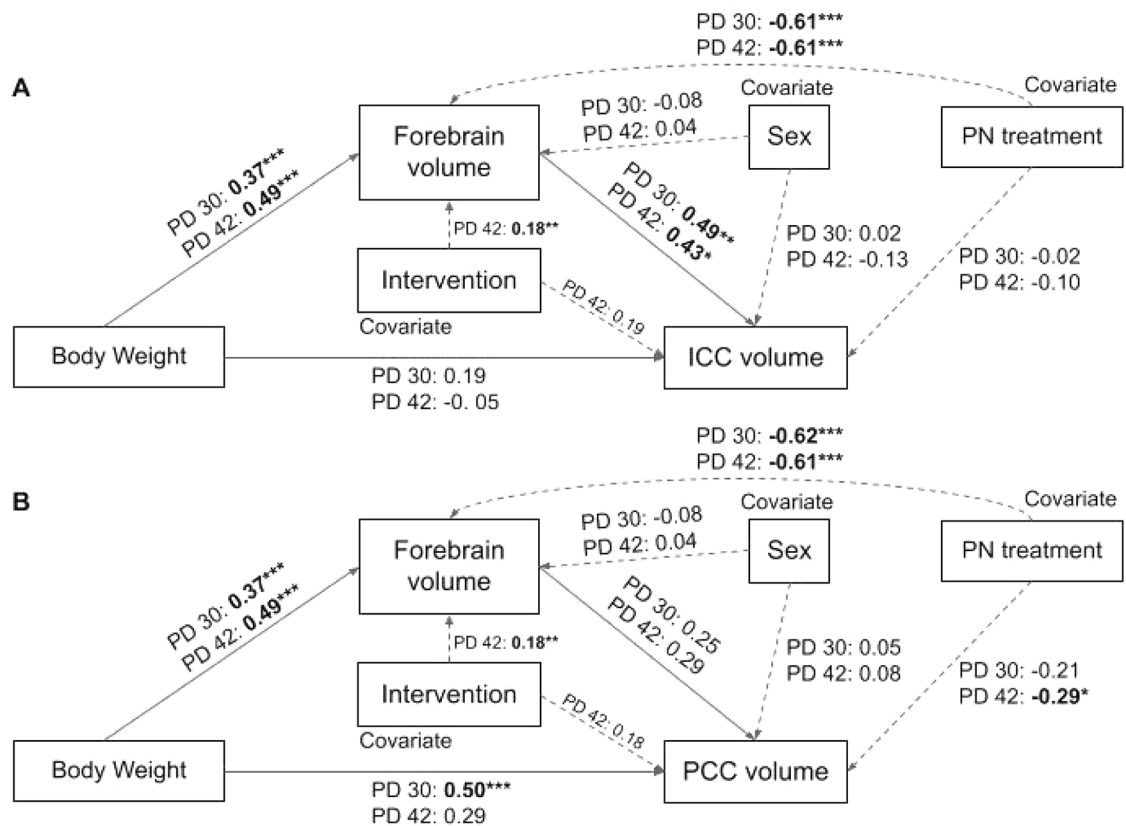 PD 30: -0.61***
PD 42: -0.61***
A
Covariate
Covariate
Forebrain
volume
PD 30: -0.08
PD 42: 0.04
Sex
PN treatment
PD 30: 0.37***
PD 42: 0.49***
PD 30: 0.49**
PD 42: 0.43*
PD 42: 0.18**
PD 30: 0.02
PD 42: -0.13
PD 30: -0.02
PD 42: -0.10
Intervention
Covariate
PD 42: 0.19
Body Weight
ICC volume
PD 30: 0.19
PD 42: -0. 05
PD 30: -0.62***
PD 42: -0.61***
B
Covariate
Covariate
Forebrain
volume
PD 30: -0.08
PD 42: 0.04
Sex
PN treatment
PD 30: 0.37***
PD 42: 0.49***
PD 30: 0.25
PD 42: 0.29
PD 42: 0.18**
PD 30: 0.05
PD 42: 0.08
PD 30: -0.21
PD 42: -0.29*
Intervention
Covariate
PD 42: 0.18
Body Weight
PCC volume
PD 30: 0.50***
PD 42: 0.29